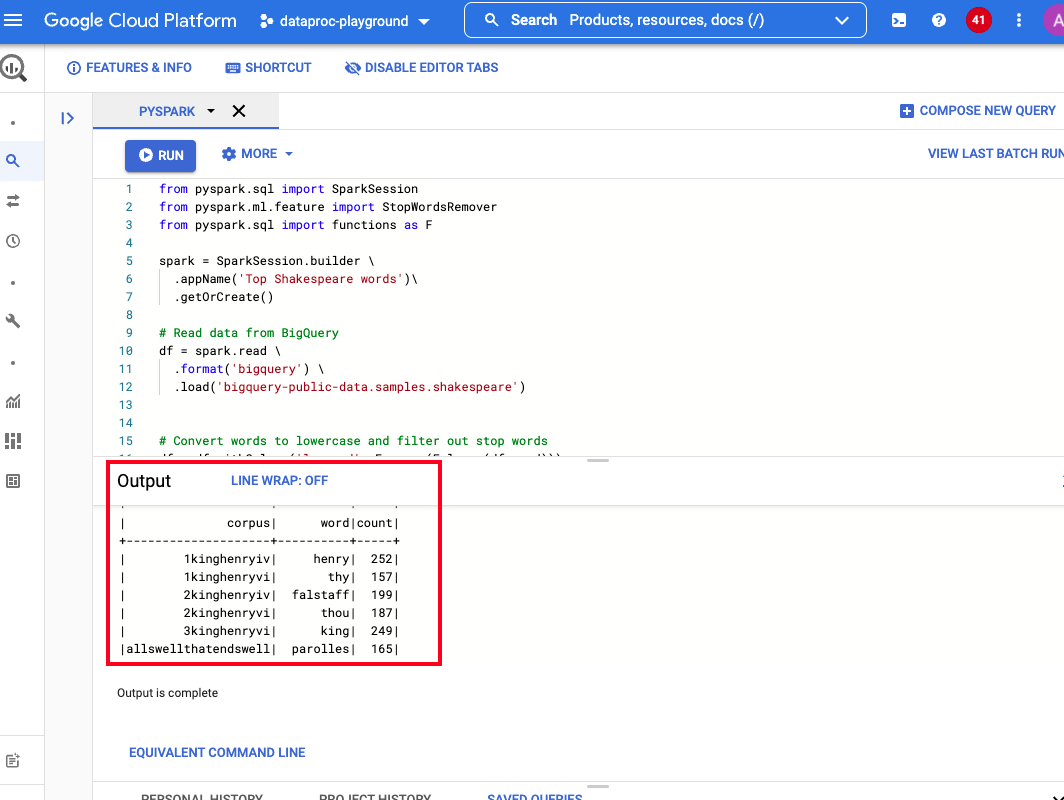 Google Cloud Platform
dataproc-playground
Search Products, resources, docs (/)
41
A
FEATURES & INFO
SHORTCUT
DISABLE EDITOR TABS
PYSPARK
COMPOSE NEW QUERY
RUN
MORE
VIEW LAST BATCH RUN
1 from pyspark.sql import SparkSession
2 from pyspark.ml.feature import StopWordsRemover
3 from pyspark.sql import functions as F
4
5 spark = SparkSession.builder \
6 .appName('Top Shakespeare words')\
7 .getOrCreate()
8
9 # Read data from BigQuery
10 df = spark.read \
11 .format('bigquery') \
12 .load('bigquery-public-data.samples.shakespeare')
13
14
15 # Convert words to lowercase and filter out stop words
Output
LINE WRAP: OFF
| corpus| word|count|
+--------------------+----------+-----+
| 1kinghenryiv| henry| 252|
| 1kinghenryvi| thy| 157|
| 2kinghenryiv| falstaff| 199|
| 2kinghenryvi| thou| 187|
| 3kinghenryvi| king| 249|
|allswellthatendswell| parolles| 165|
Output is complete
EQUIVALENT COMMAND LINE
PERSONAL HISTORY
PROJECT HISTORY
SAVED QUERIES